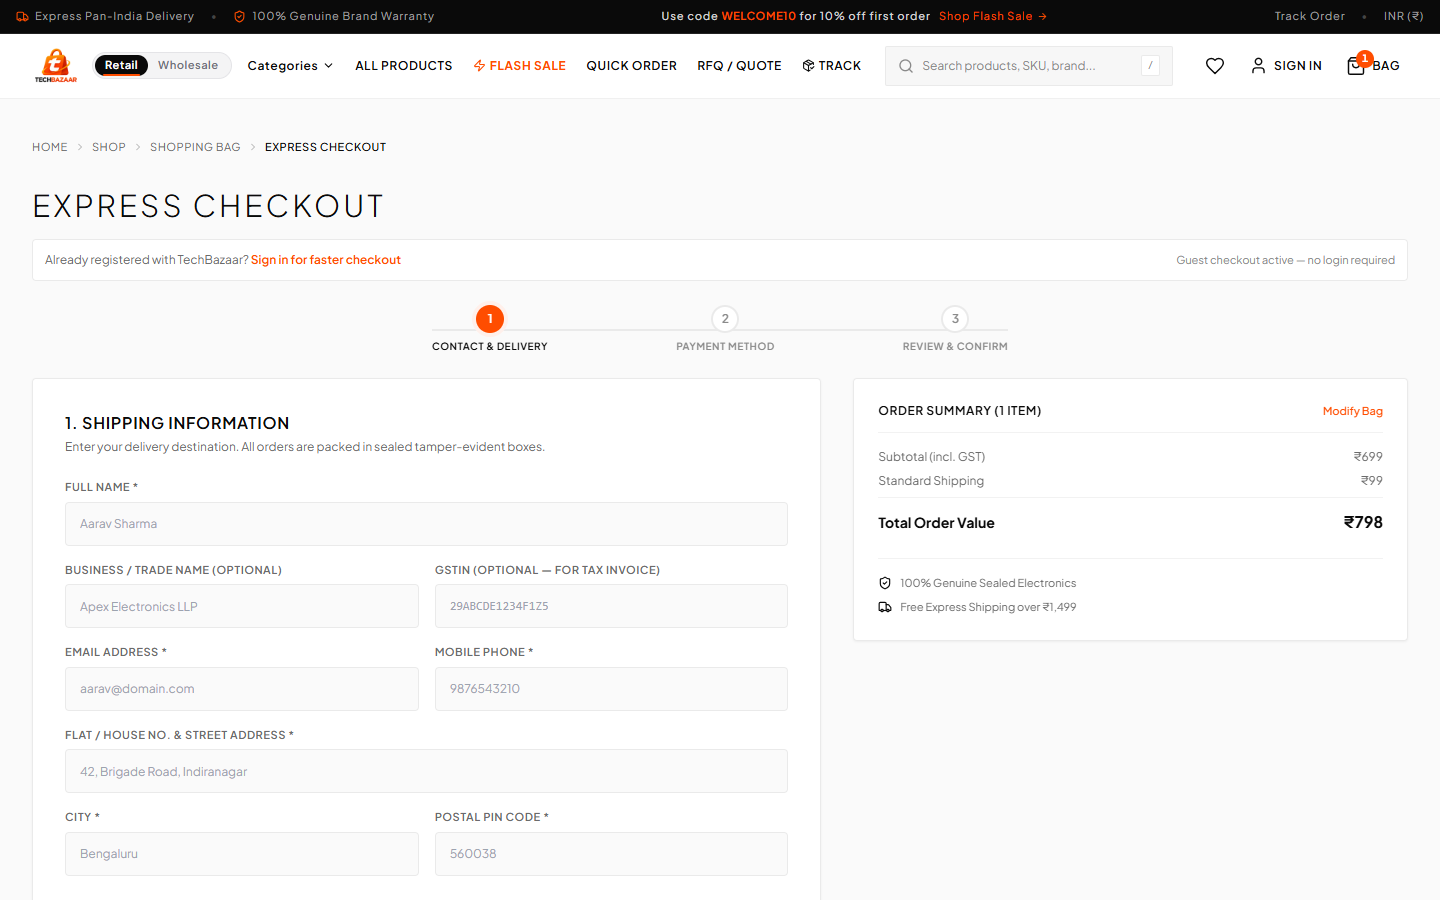 Express Pan-India Delivery • 100% Genuine Brand Warranty
Use code WELCOME10 for 10% off first order Shop Flash Sale →
Track Order • INR (₹)
TECHBAZAAR
Retail Wholesale
Categories
ALL PRODUCTS
FLASH SALE
QUICK ORDER
RFQ / QUOTE
TRACK
Search products, SKU, brand... /
SIGN IN
1
BAG
HOME > SHOP > SHOPPING BAG > EXPRESS CHECKOUT
EXPRESS CHECKOUT
Already registered with TechBazaar? Sign in for faster checkout
Guest checkout active — no login required
1 2 3
CONTACT & DELIVERY PAYMENT METHOD REVIEW & CONFIRM
1. SHIPPING INFORMATION
Enter your delivery destination. All orders are packed in sealed tamper-evident boxes.
FULL NAME *
Aarav Sharma
BUSINESS / TRADE NAME (OPTIONAL) GSTIN (OPTIONAL — FOR TAX INVOICE)
Apex Electronics LLP 29ABCDE1234F1Z5
EMAIL ADDRESS * MOBILE PHONE *
aarav@domain.com 9876543210
FLAT / HOUSE NO. & STREET ADDRESS *
42, Brigade Road, Indiranagar
CITY * POSTAL PIN CODE *
Bengaluru 560038
ORDER SUMMARY (1 ITEM) Modify Bag
Subtotal (incl. GST) ₹699
Standard Shipping ₹99
Total Order Value ₹798
100% Genuine Sealed Electronics
Free Express Shipping over ₹1,499